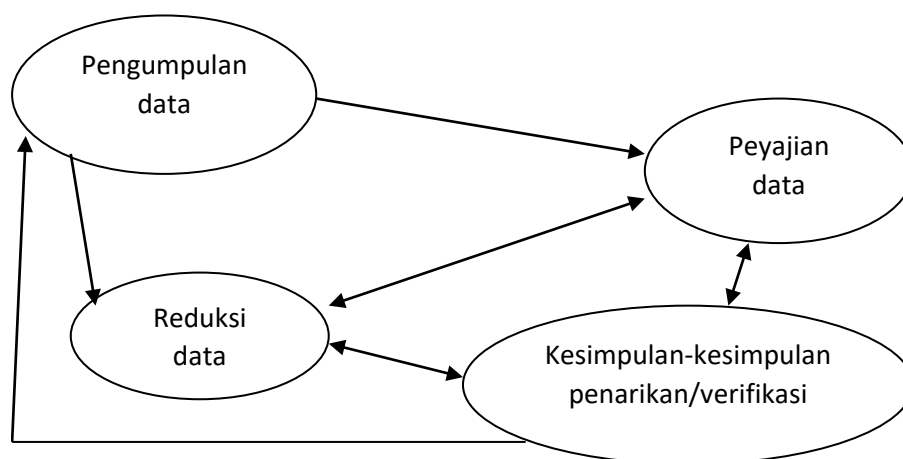 Pengumpulan
data
Peyajian
data
Reduksi
data
Kesimpulan-kesimpulan
penarikan/verifikasi